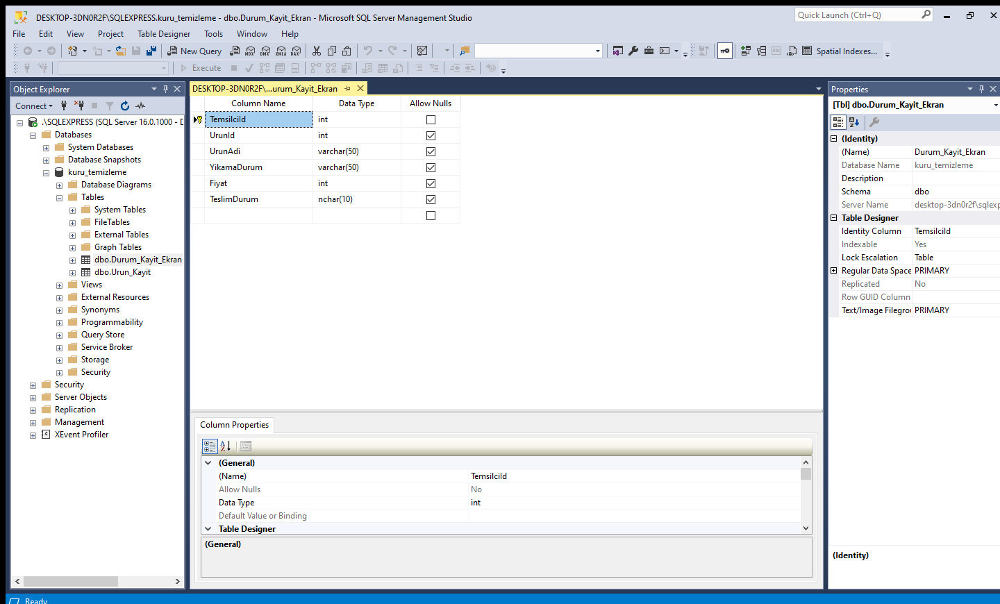 DESKTOP-3DN0R2F\SQLEXPRESS.kuru_temizleme - dbo.Durum_Kayit_Ekran - Microsoft SQL Server Management Studio
Quick Launch (Ctrl+Q)
File Edit View Project Table Designer Tools Window Help
New Query MDX DMX XMLA DAX Spatial Indexes...
Execute
Object Explorer
Connect
.\SQLEXPRESS (SQL Server 16.0.1000 - D
Databases
System Databases
Database Snapshots
kuru_temizleme
Database Diagrams
Tables
System Tables
FileTables
External Tables
Graph Tables
dbo.Durum_Kayit_Ekran
dbo.Urun_Kayit
Views
External Resources
Synonyms
Programmability
Query Store
Service Broker
Storage
Security
Security
Server Objects
Replication
Management
XEvent Profiler
DESKTOP-3DN0R2F\...urum_Kayit_Ekran
Column Name Data Type Allow Nulls
TemsilciId int
UrunId int
UrunAdi varchar(50)
YikamaDurum varchar(50)
Fiyat int
TeslimDurum nchar(10)
Column Properties
(General)
(Name) TemsilciId
Allow Nulls No
Data Type int
Default Value or Binding
Table Designer
(General)
Properties
[Tbl] dbo.Durum_Kayit_Ekran
(Identity)
(Name) Durum_Kayit_Ekran
Database Name kuru_temizleme
Description
Schema dbo
Server Name desktop-3dn0r2f\sqlexp
Table Designer
Identity Column TemsilciId
Indexable Yes
Lock Escalation Table
Regular Data Space PRIMARY
Replicated No
Row GUID Column
Text/Image Filegrou PRIMARY
(Identity)
Ready